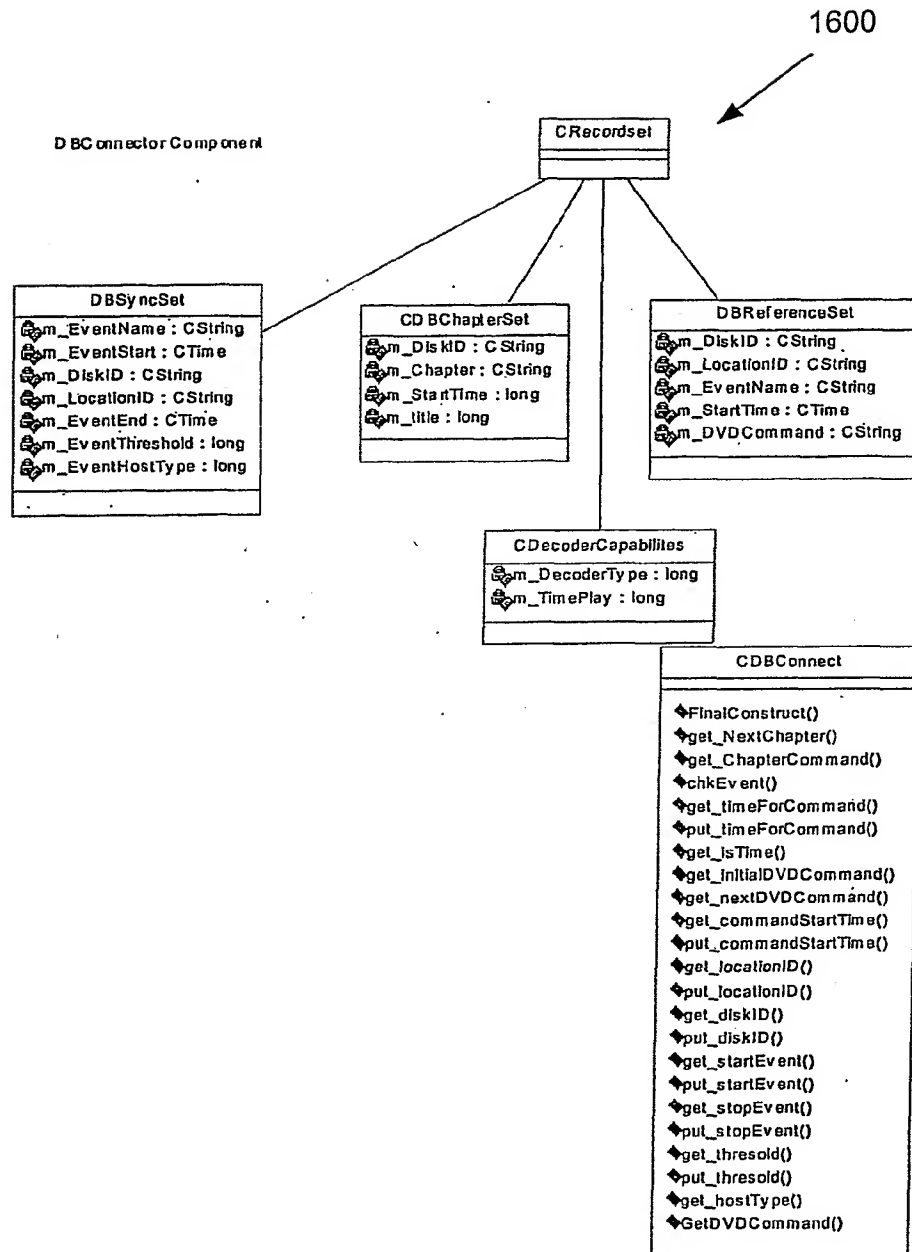 1600
DBConnector Component
CRecordset
DBSyncSet
m_EventName : CString
m_EventStart : CTime
m_DiskID : CString
m_LocationID : CString
m_EventEnd : CTime
m_EventThreshold : long
m_EventHostType : long
CDBChapterSet
m_DiskID : CString
m_Chapter : CString
m_StartTime : long
m_title : long
DBReferenceSet
m_DiskID : CString
m_LocationID : CString
m_EventName : CString
m_StartTime : CTime
m_DVDCommand : CString
CDecoderCapabilites
m_DecoderType : long
m_TimePlay : long
CDBConnect
FinalConstruct()
get_NextChapter()
get_ChapterCommand()
chkEvent()
get_timeForCommand()
put_timeForCommand()
get_isTime()
get_initialDVDCommand()
get_nextDVDCommand()
get_commandStartTime()
put_commandStartTime()
get_locationID()
put_locationID()
get_diskID()
put_diskID()
get_startEvent()
put_startEvent()
get_stopEvent()
put_stopEvent()
get_thresold()
put_thresold()
get_hostType()
GetDVDCommand()